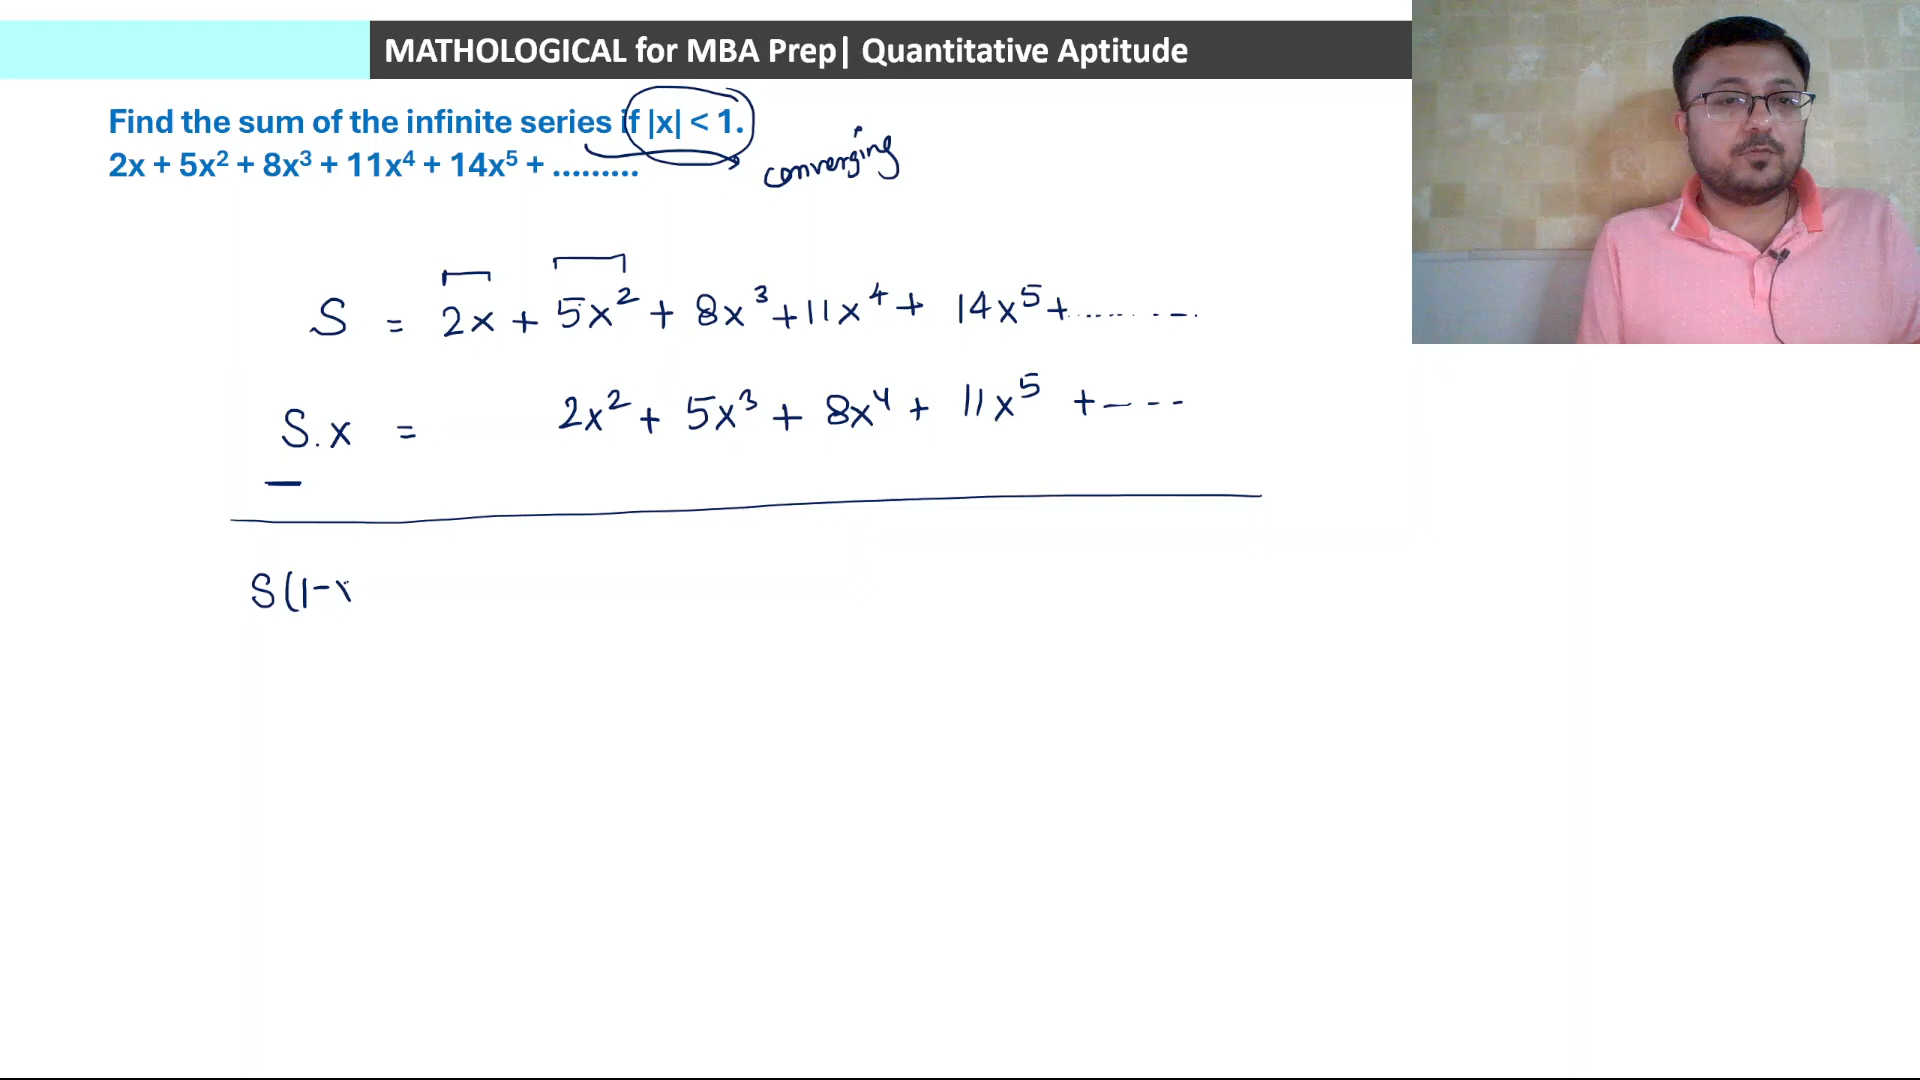 MATHOLOGICAL for MBA Prep| Quantitative Aptitude
Find the sum of the infinite series if |x| < 1.
2x + 5x² + 8x³ + 11x⁴ + 14x⁵ + .........
converging
S = 2x + 5x² + 8x³ + 11x⁴ + 14x⁵ + .........
S.x = 2x² + 5x³ + 8x⁴ + 11x⁵ + ----
—
S(1-x